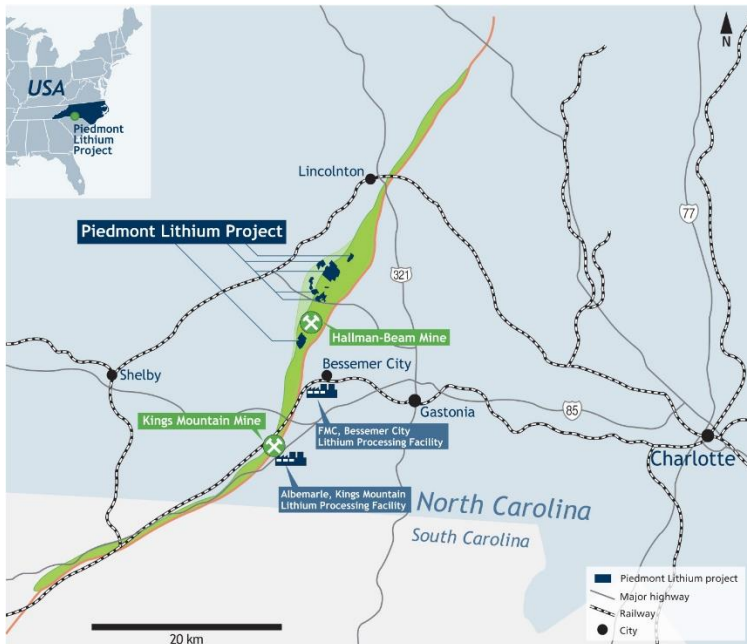 USA
Piedmont
Lithium
Project
N
Lincolnton
Piedmont Lithium Project
77
321
Hallman-Beam Mine
Shelby
Bessemer City
Kings Mountain Mine
Gastonia
85
FMC, Bessemer City
Lithium Processing Facility
Charlotte
Albemarle, Kings Mountain
Lithium Processing Facility
North Carolina
South Carolina
Piedmont Lithium project
Major highway
Railway
City
20 km